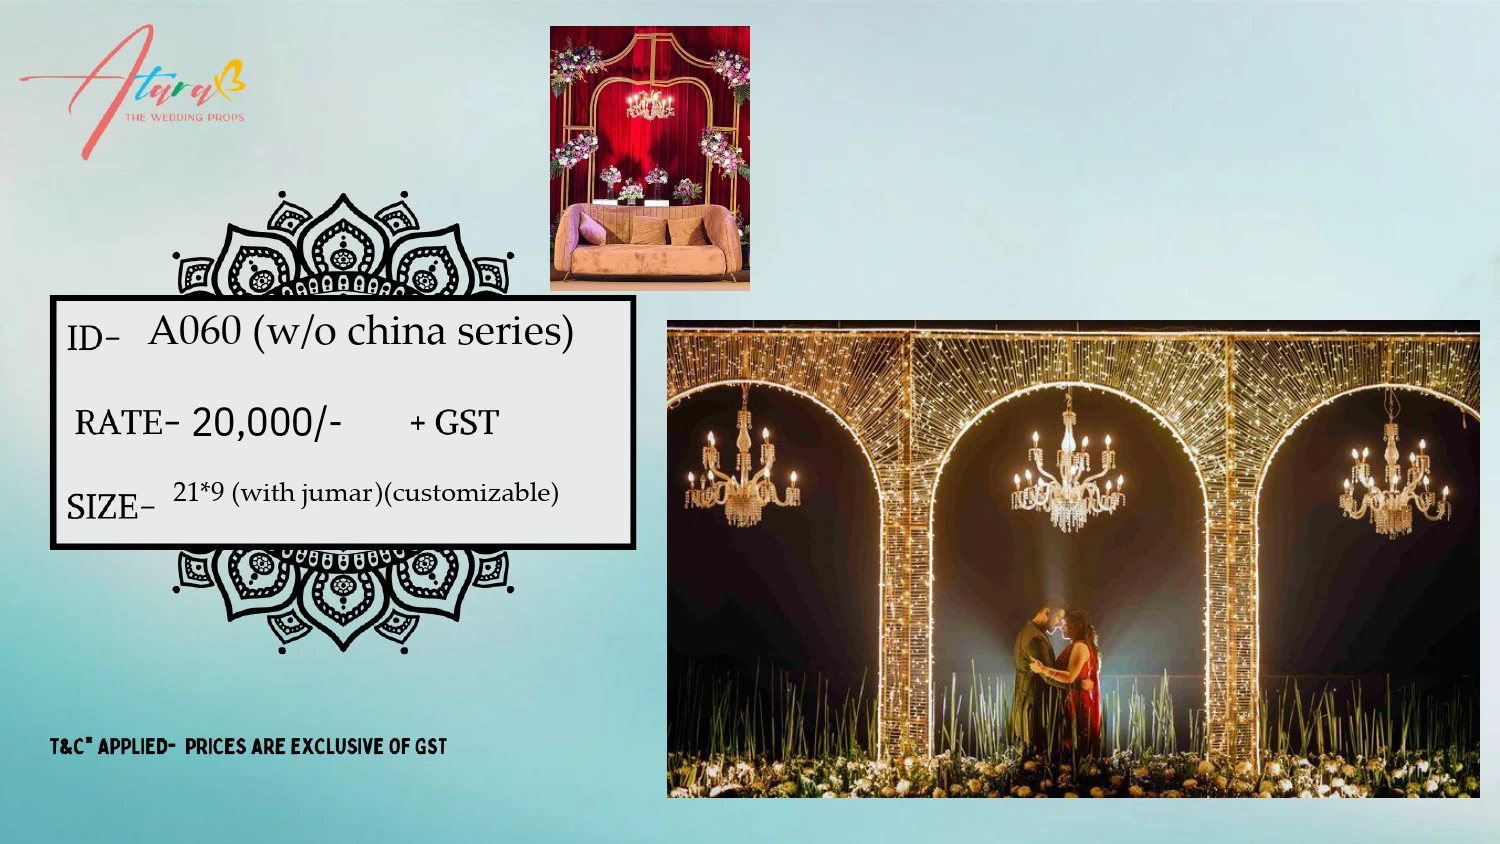 Atara
THE WEDDING PROPS
ID- A060 (w/o china series)
RATE- 20,000/- + GST
SIZE- 21*9 (with jumar)(customizable)
T&C* APPLIED- PRICES ARE EXCLUSIVE OF GST